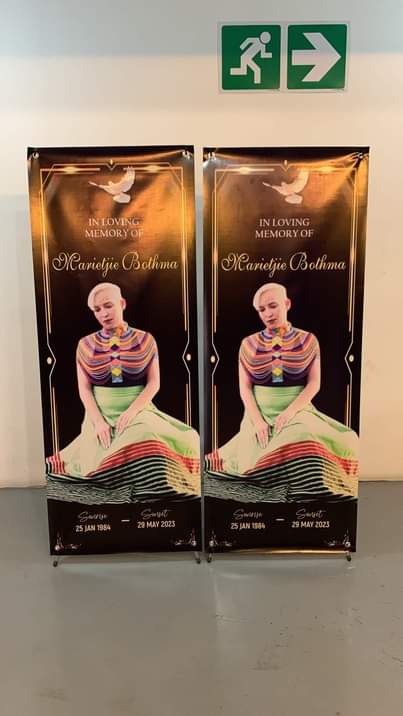 IN LOVING
MEMORY OF
Marietjie Bothma
Sunrise — Sunset
25 JAN 1984 29 MAY 2023
IN LOVING
MEMORY OF
Marietjie Bothma
Sunrise — Sunset
25 JAN 1984 29 MAY 2023